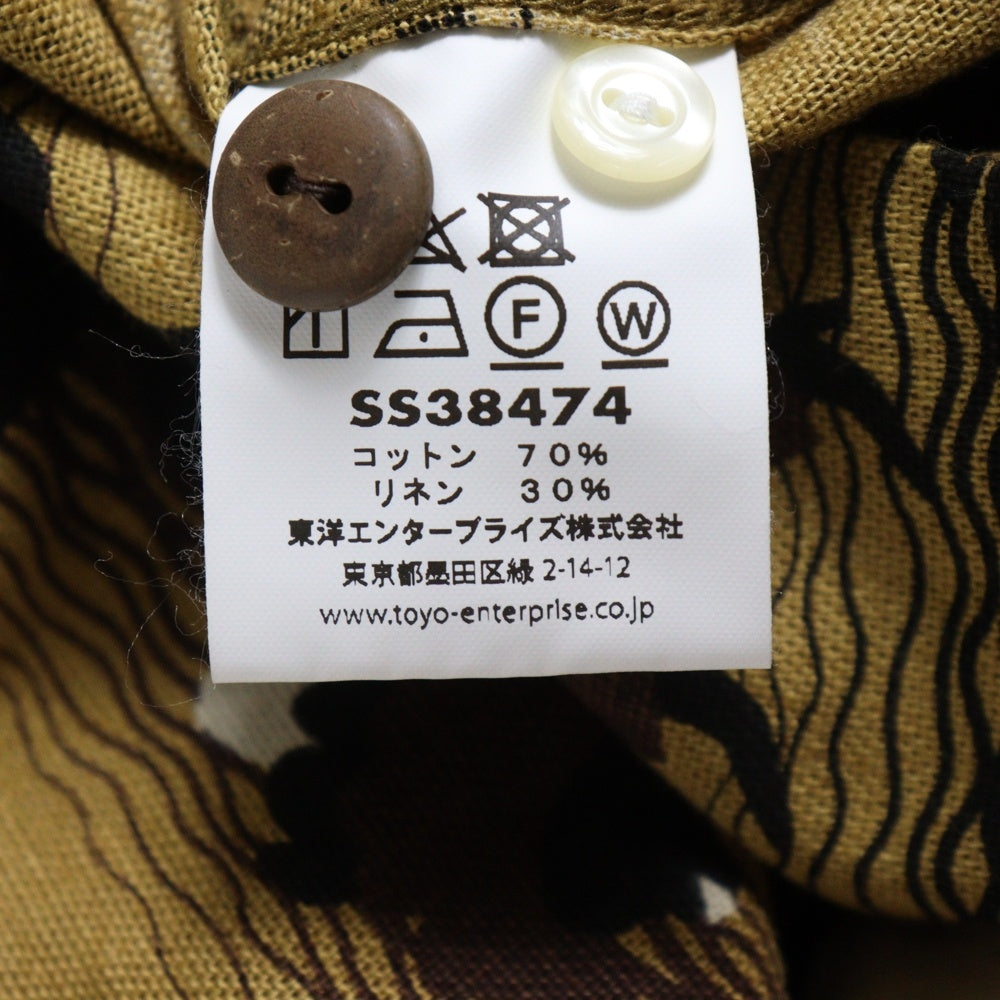 F W
SS38474
コットン 70%
リネン 30%
東洋エンタープライズ株式会社
東京都墨田区緑 2-14-12
www.toyo-enterprise.co.jp